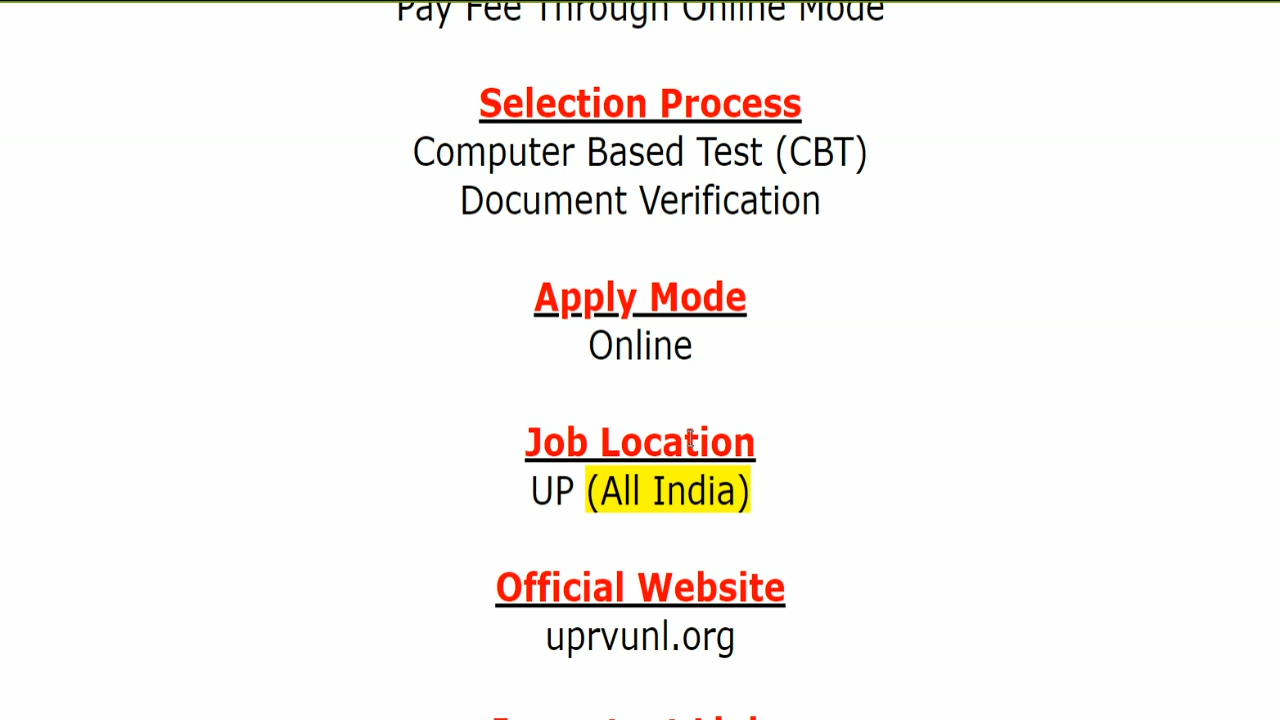 Pay Fee Through Online Mode
Selection Process
Computer Based Test (CBT)
Document Verification
Apply Mode
Online
Job Location
UP (All India)
Official Website
uprvunl.org